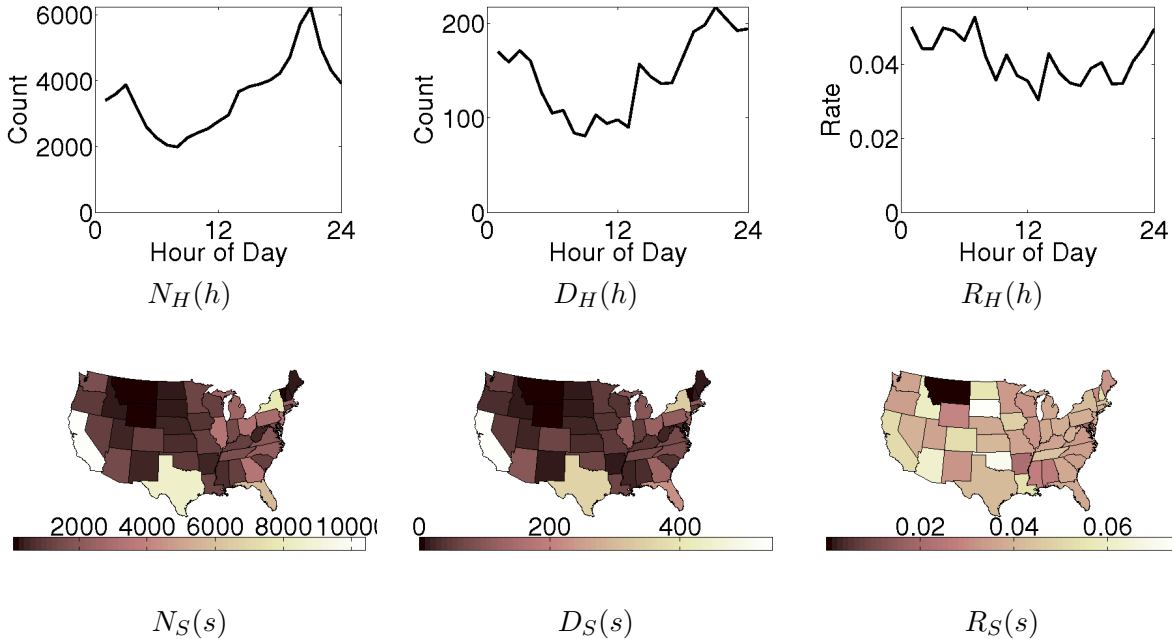 6000
4000
2000
0
Count
0 12 24
Hour of Day
N_H(h)
200
100
0
Count
0 12 24
Hour of Day
D_H(h)
0.04
0.02
0
Rate
0 12 24
Hour of Day
R_H(h)
2000 4000 6000 8000 1000
N_S(s)
0 200 400
D_S(s)
0.02 0.04 0.06
R_S(s)